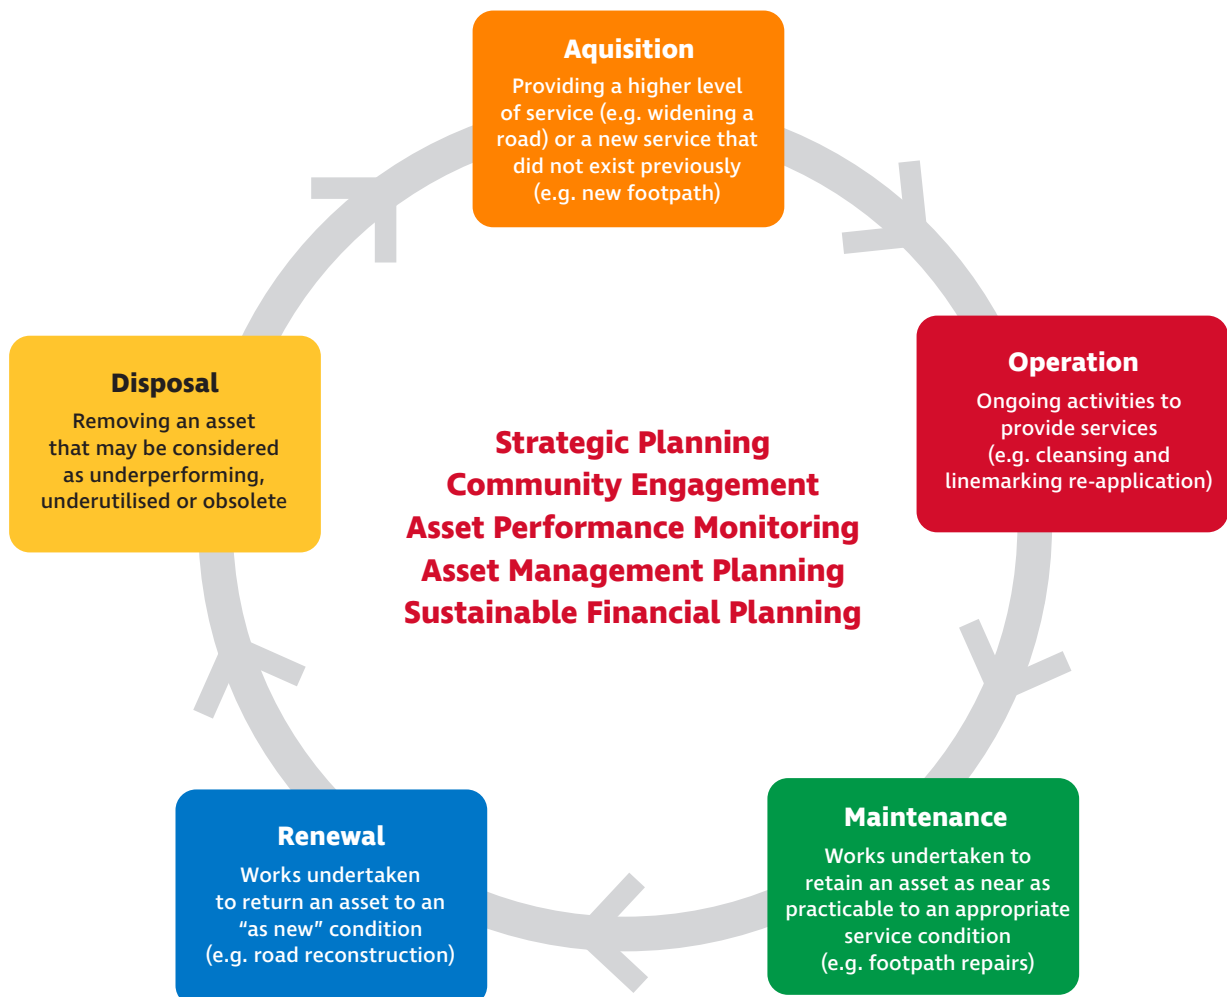 Aquisition
Providing a higher level
of service (e.g. widening a
road) or a new service that
did not exist previously
(e.g. new footpath)
Operation
Ongoing activities to
provide services
(e.g. cleansing and
linemarking re-application)
Maintenance
Works undertaken to
retain an asset as near as
practicable to an appropriate
service condition
(e.g. footpath repairs)
Renewal
Works undertaken
to return an asset to an
“as new” condition
(e.g. road reconstruction)
Disposal
Removing an asset
that may be considered
as underperforming,
underutilised or obsolete
Strategic Planning
Community Engagement
Asset Performance Monitoring
Asset Management Planning
Sustainable Financial Planning